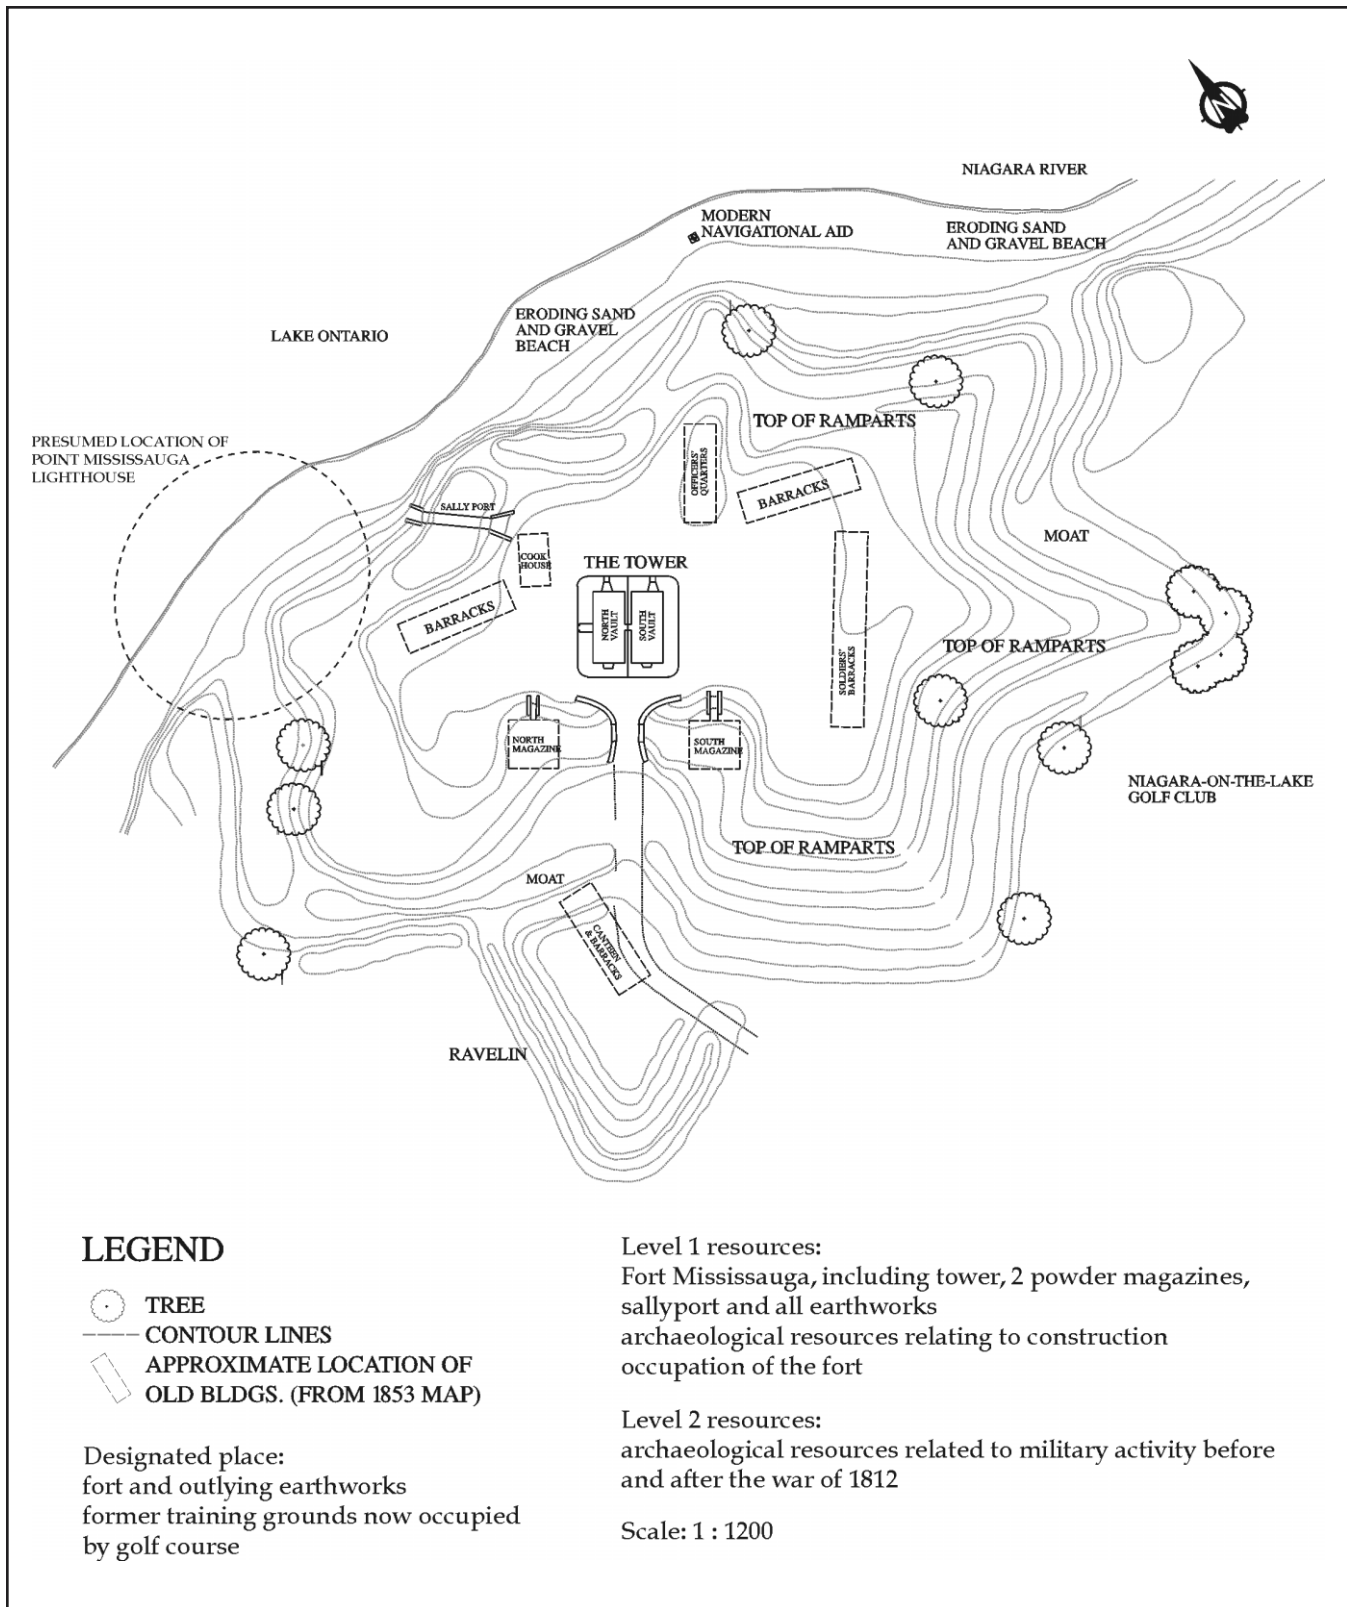 N
NIAGARA RIVER
MODERN
NAVIGATIONAL AID
ERODING SAND
AND GRAVEL BEACH
ERODING SAND
AND GRAVEL
BEACH
LAKE ONTARIO
TOP OF RAMPARTS
PRESUMED LOCATION OF
POINT MISSISSAUGA
LIGHTHOUSE
OFFICERS'
QUARTERS
BARRACKS
SALLY PORT
MOAT
COOK
HOUSE
THE TOWER
BARRACKS
NORTH
VAULT
SOUTH
VAULT
SOLDIERS'
BARRACKS
TOP OF RAMPARTS
NORTH
MAGAZINE
SOUTH
MAGAZINE
NIAGARA-ON-THE-LAKE
GOLF CLUB
TOP OF RAMPARTS
MOAT
CANTEEN
& BARRACKS
RAVELIN
LEGEND
TREE
CONTOUR LINES
APPROXIMATE LOCATION OF
OLD BLDGS. (FROM 1853 MAP)
Designated place:
fort and outlying earthworks
former training grounds now occupied
by golf course
Level 1 resources:
Fort Mississauga, including tower, 2 powder magazines,
sallyport and all earthworks
archaeological resources relating to construction
occupation of the fort
Level 2 resources:
archaeological resources related to military activity before
and after the war of 1812
Scale: 1 : 1200